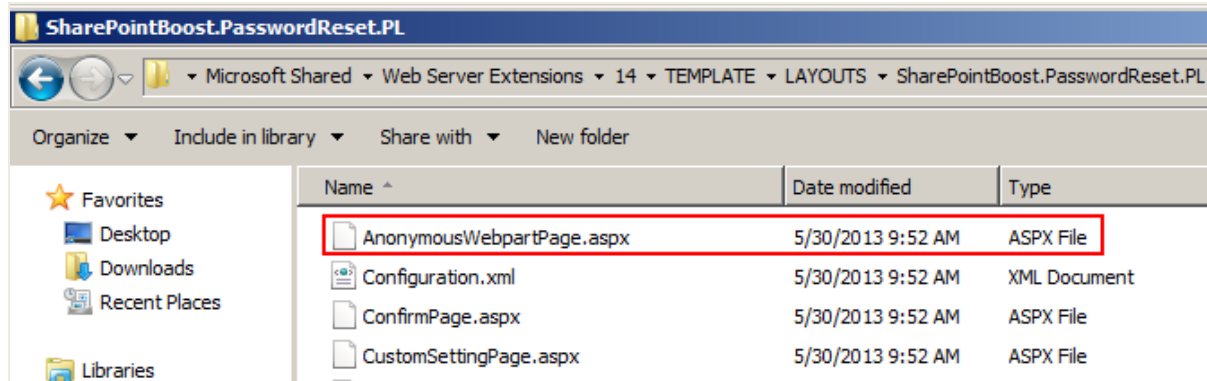 SharePointBoost.PasswordReset.PL
Microsoft Shared Web Server Extensions 14 TEMPLATE LAYOUTS SharePointBoost.PasswordReset.PL
Organize Include in library Share with New folder
Name Date modified Type
Favorites
Desktop
Downloads
Recent Places
Libraries
AnonymousWebpartPage.aspx 5/30/2013 9:52 AM ASPX File
Configuration.xml 5/30/2013 9:52 AM XML Document
ConfirmPage.aspx 5/30/2013 9:52 AM ASPX File
CustomSettingPage.aspx 5/30/2013 9:52 AM ASPX File